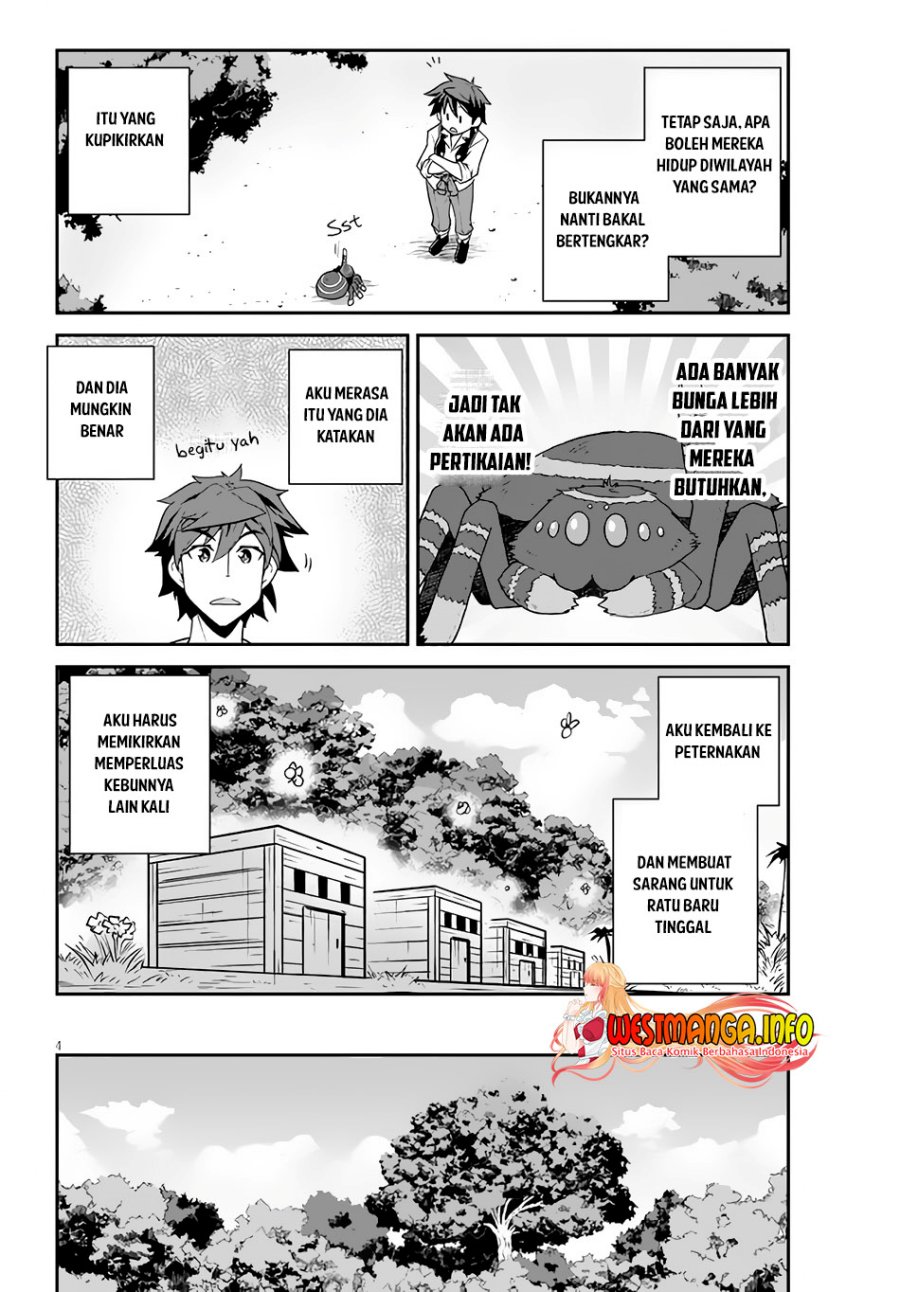 TETAP SAJA, APA
BOLEH MEREKA
HIDUP DIWILAYAH
YANG SAMA?
BUKANNYA
NANTI BAKAL
BERTENGKAR?
Sst
ITU YANG
KUPIKIRKAN
ADA BANYAK
BUNGA LEBIH
DARI YANG
MEREKA
BUTUHKAN,
JADI TAK
AKAN ADA
PERTIKAIAN!
AKU MERASA
ITU YANG DIA
KATAKAN
begitu yah
DAN DIA
MUNGKIN
BENAR
AKU KEMBALI KE
PETERNAKAN
DAN MEMBUAT
SARANG UNTUK
RATU BARU
TINGGAL
AKU HARUS
MEMIKIRKAN
MEMPERLUAS
KEBUNNYA
LAIN KALI
WESTMANGA.INFO
Situs Baca Komik Berbahasa Indonesia
4